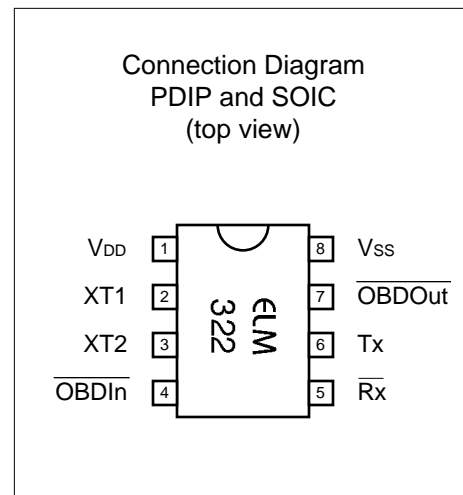 Connection Diagram
PDIP and SOIC
(top view)
VDD 1 8 VSS
XT1 2 7 OBDOut
XT2 3 6 Tx
OBDIn 4 5 Rx
ELM
322